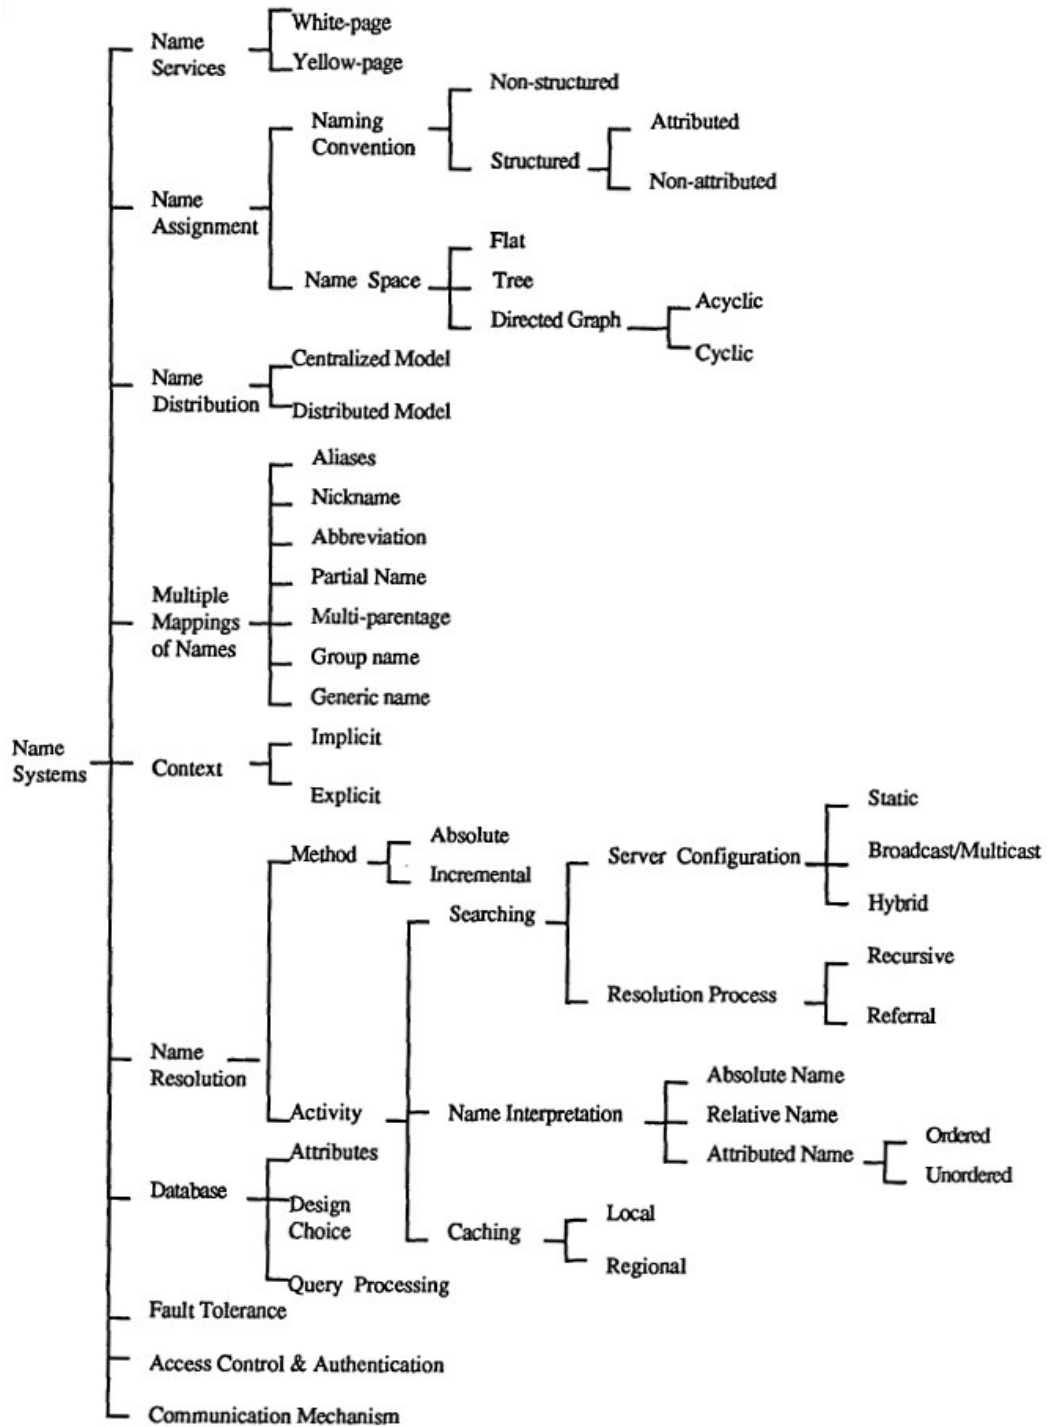 White-page
Name
Services
Yellow-page
Non-structured
Naming
Convention
Attributed
Structured
Non-attributed
Name
Assignment
Flat
Name Space
Tree
Directed Graph
Acyclic
Cyclic
Centralized Model
Name
Distribution
Distributed Model
Aliases
Nickname
Abbreviation
Partial Name
Multiple
Mappings
of Names
Multi-parentage
Group name
Generic name
Name
Systems
Context
Implicit
Explicit
Static
Method
Absolute
Incremental
Server Configuration
Broadcast/Multicast
Hybrid
Searching
Recursive
Resolution Process
Referral
Name
Resolution
Absolute Name
Activity
Name Interpretation
Relative Name
Attributed Name
Ordered
Unordered
Attributes
Database
Design
Choice
Caching
Local
Regional
Query Processing
Fault Tolerance
Access Control & Authentication
Communication Mechanism